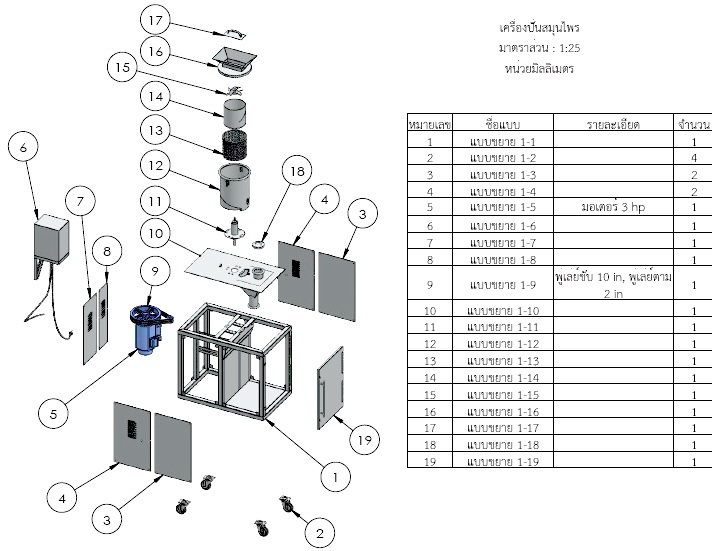 เครื่องปั่นสมุนไพร
มาตราส่วน : 1:25
หน่วยมิลลิเมตร
หมายเลข ชื่อแบบ รายละเอียด จำนวน
1 แบบขยาย 1-1 1
2 แบบขยาย 1-2 4
3 แบบขยาย 1-3 2
4 แบบขยาย 1-4 2
5 แบบขยาย 1-5 มอเตอร์ 3 hp 1
6 แบบขยาย 1-6 1
7 แบบขยาย 1-7 1
8 แบบขยาย 1-8 1
9 แบบขยาย 1-9 พู่เล่ย์ขับ 10 in, พู่เล่ย์ตาม 1
2 in
10 แบบขยาย 1-10 1
11 แบบขยาย 1-11 1
12 แบบขยาย 1-12 1
13 แบบขยาย 1-13 1
14 แบบขยาย 1-14 1
15 แบบขยาย 1-15 1
16 แบบขยาย 1-16 1
17 แบบขยาย 1-17 1
18 แบบขยาย 1-18 1
19 แบบขยาย 1-19 1
17
16
15
14
13
12
11
10
18
4
3
6
7
8
9
5
19
1
4
3
2